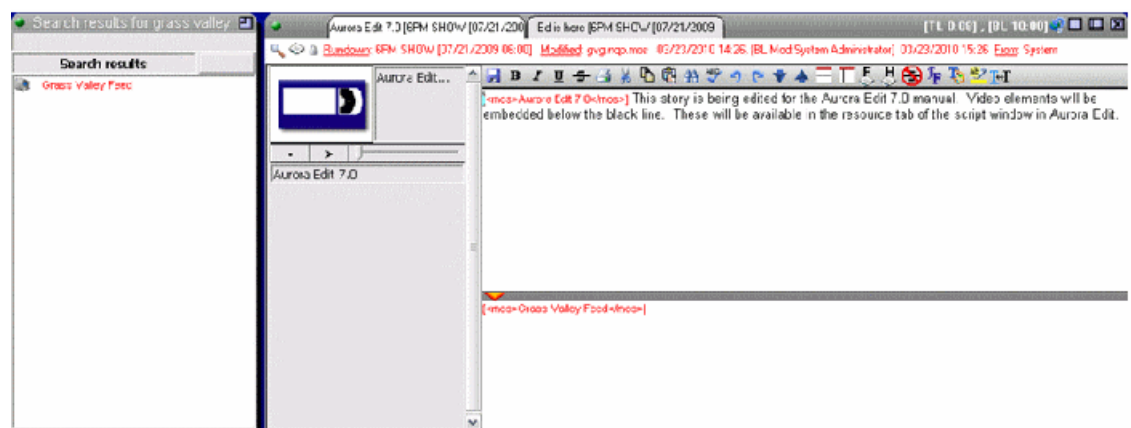 Search results for grass valley
Search results
Grass Valley Feed
Aurora Edit 7.0 [6PM SHOW [07/21/200
Ed is here [6PM SHOW [07/21/2009
[TL 0:06] , [BL 10:00]
Rundown: 6PM SHOW [07/21/2009 06:00] Modified: 03/23/2010 14:26 [BL Mod System Administrator] 03/23/2010 15:26 From: System
Aurora Edit...
Aurora Edit 7.0
[<mos>Aurora Edit 7.0</mos>] This story is being edited for the Aurora Edit 7.0 manual. Video elements will be
embedded below the black line. These will be available in the resource tab of the script window in Aurora Edit.
[<mos>Grass Valley Feed</mos>]